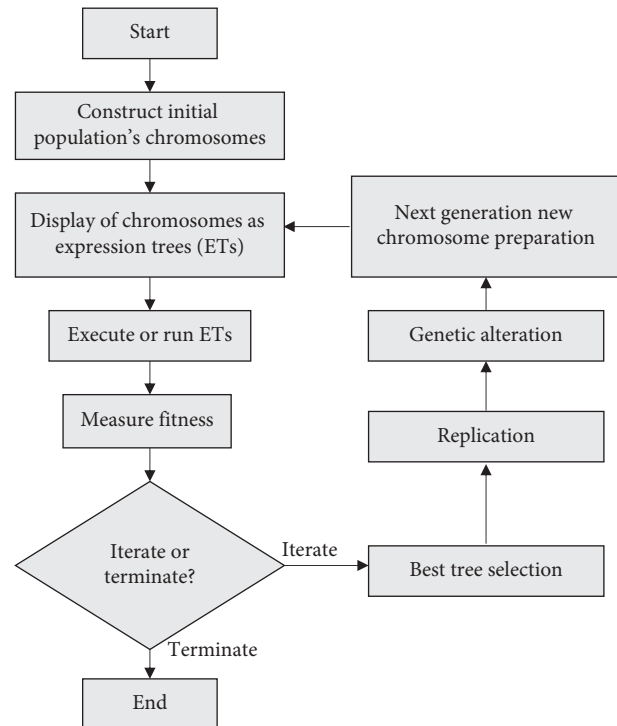 Start
Construct initial
population’s chromosomes
Display of chromosomes as
expression trees (ETs)
Execute or run ETs
Measure fitness
Iterate or
terminate?
Iterate
Terminate
End
Best tree selection
Replication
Genetic alteration
Next generation new
chromosome preparation